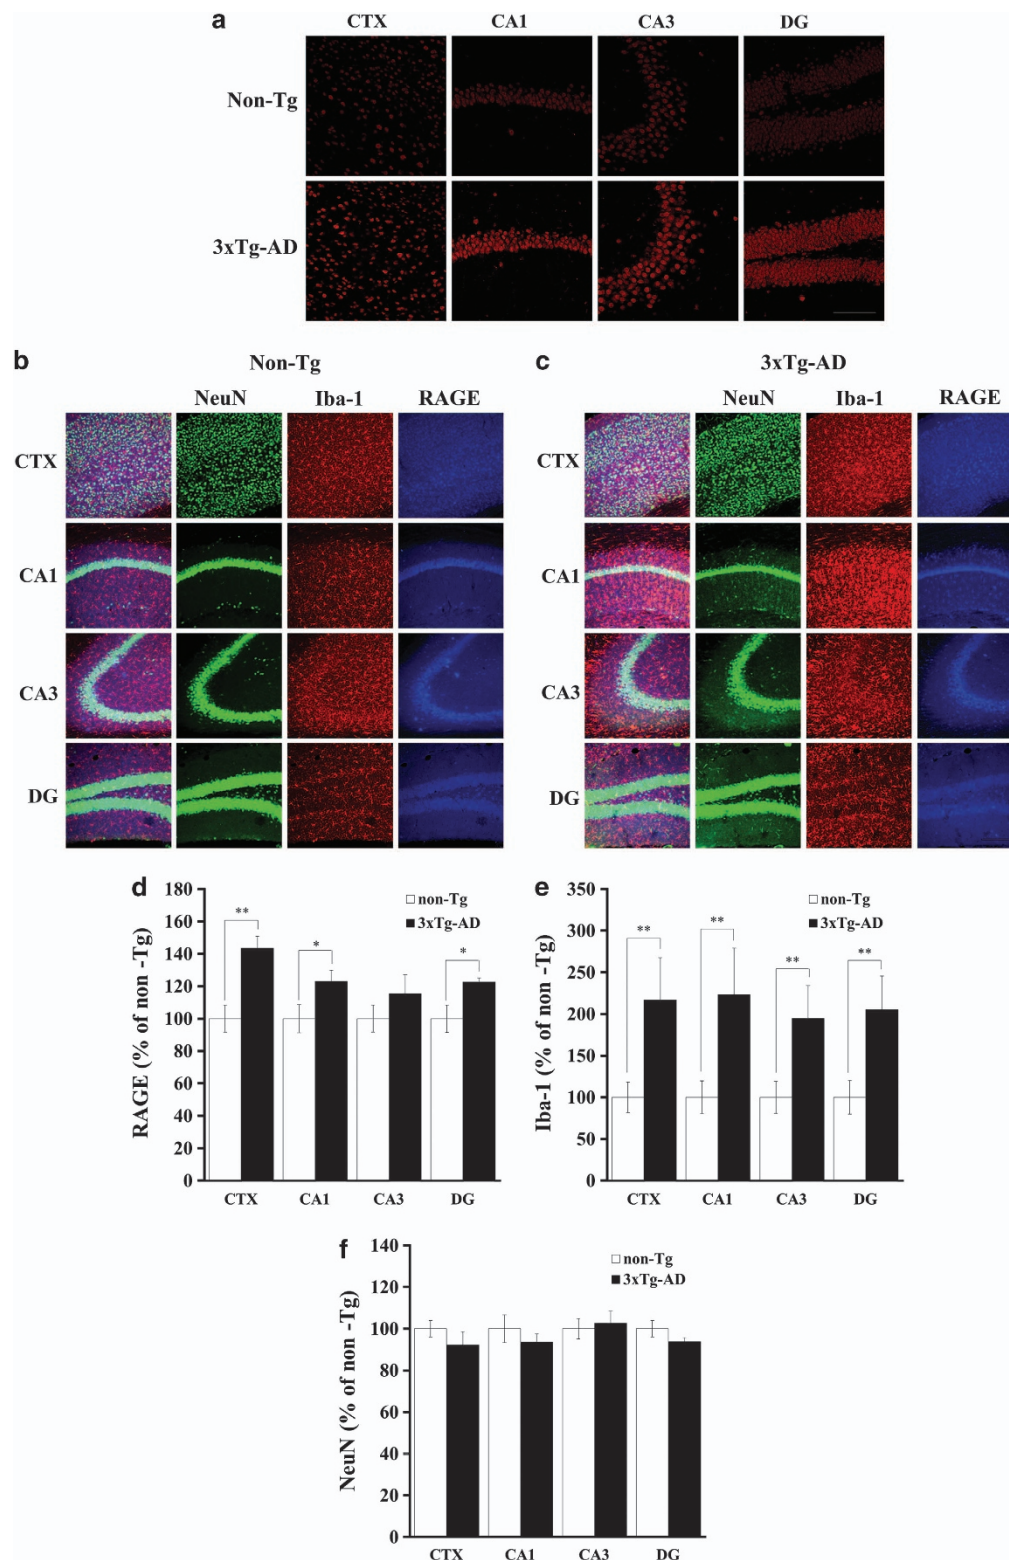 a
CTX CA1 CA3 DG
Non-Tg
3xTg-AD
b
Non-Tg
NeuN Iba-1 RAGE
CTX
CA1
CA3
DG
c
3xTg-AD
NeuN Iba-1 RAGE
CTX
CA1
CA3
DG
d
RAGE (% of non -Tg)
180
160
140
120
100
80
60
40
20
0
non-Tg
3xTg-AD
**
*
*
CTX CA1 CA3 DG
e
Iba-1 (% of non -Tg)
350
300
250
200
150
100
50
0
non-Tg
3xTg-AD
**
**
**
**
CTX CA1 CA3 DG
f
NeuN (% of non -Tg)
140
120
100
80
60
40
20
0
non-Tg
3xTg-AD
CTX CA1 CA3 DG